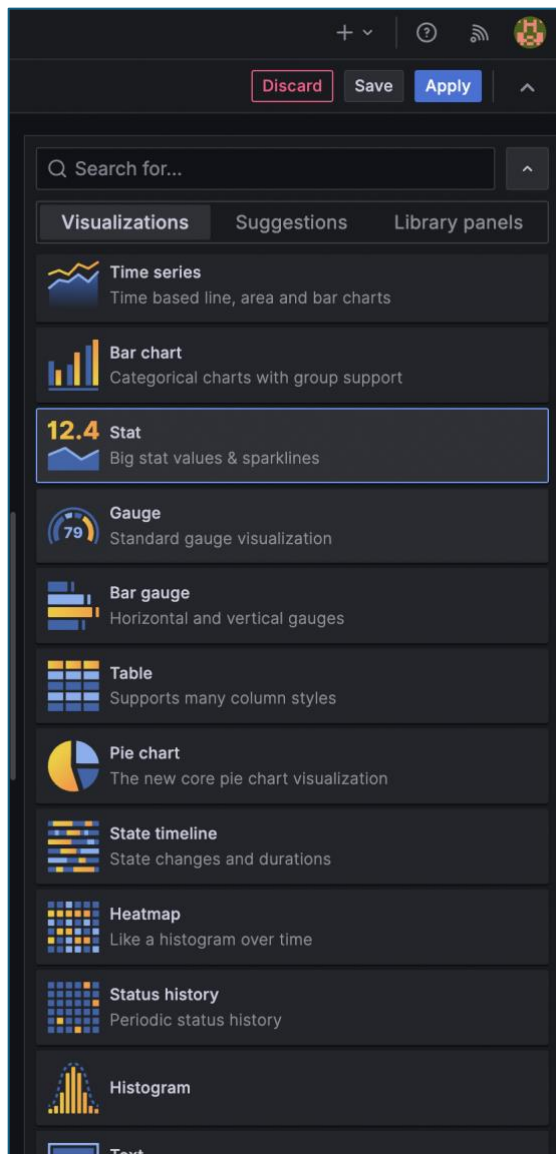 Discard Save Apply
Search for...
Visualizations Suggestions Library panels
Time series
Time based line, area and bar charts
Bar chart
Categorical charts with group support
12.4 Stat
Big stat values & sparklines
Gauge
79
Standard gauge visualization
Bar gauge
Horizontal and vertical gauges
Table
Supports many column styles
Pie chart
The new core pie chart visualization
State timeline
State changes and durations
Heatmap
Like a histogram over time
Status history
Periodic status history
Histogram
Text